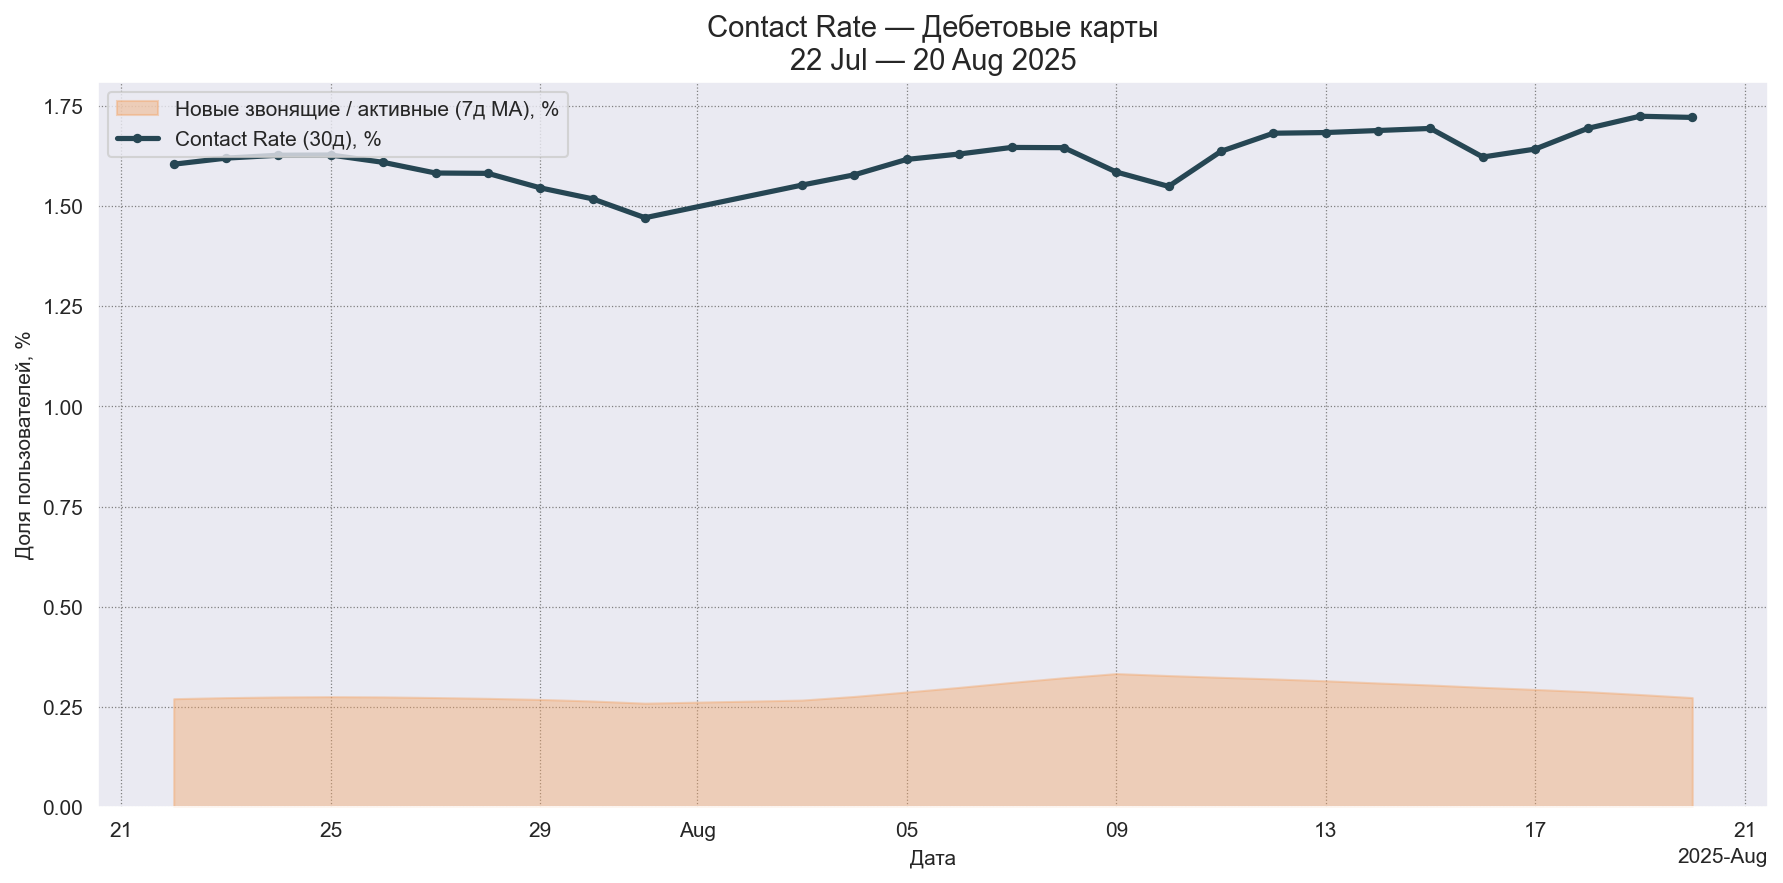 Contact Rate — Дебетовые карты
22 Jul — 20 Aug 2025
Новые звонящие / активные (7д MA), %
Contact Rate (30д), %
Доля пользователей, %
1.75
1.50
1.25
1.00
0.75
0.50
0.25
0.00
21 25 29 Aug 05 09 13 17 21
Дата
2025-Aug